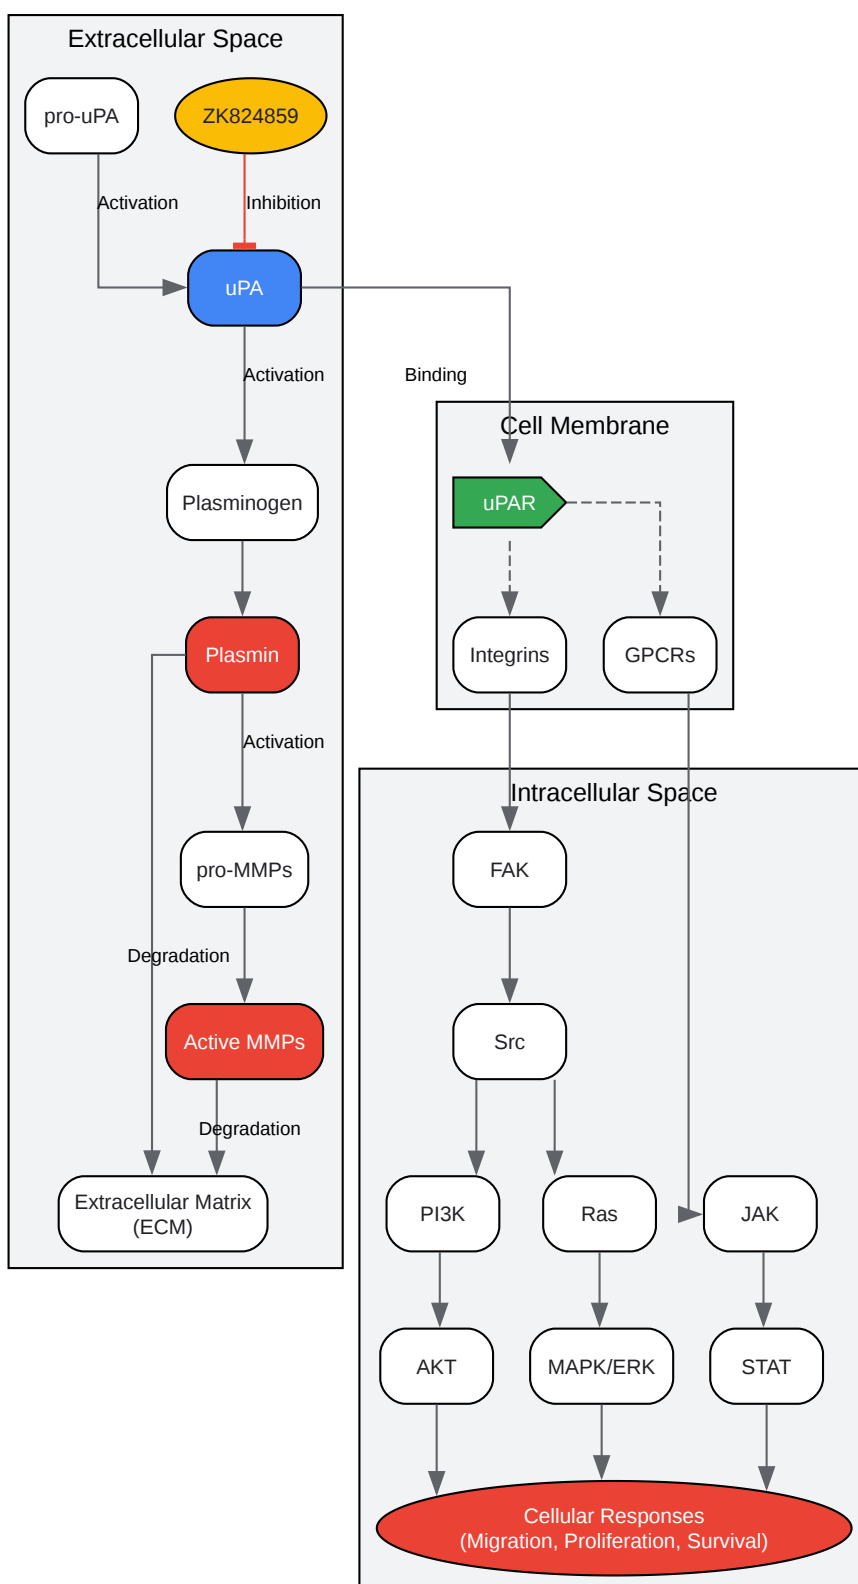 Extracellular Space
pro-uPA
ZK824859
Activation
Inhibition
uPA
Activation
Binding
Cell Membrane
Plasminogen
uPAR
Plasmin
Integrins
GPCRs
Activation
Intracellular Space
pro-MMPs
FAK
Degradation
Active MMPs
Src
Degradation
Extracellular Matrix
(ECM)
PI3K
Ras
JAK
AKT
MAPK/ERK
STAT
Cellular Responses
(Migration, Proliferation, Survival)